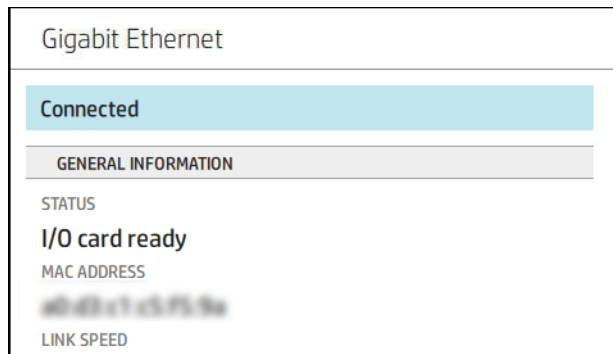 Gigabit Ethernet
Connected
GENERAL INFORMATION
STATUS
I/O card ready
MAC ADDRESS
LINK SPEED